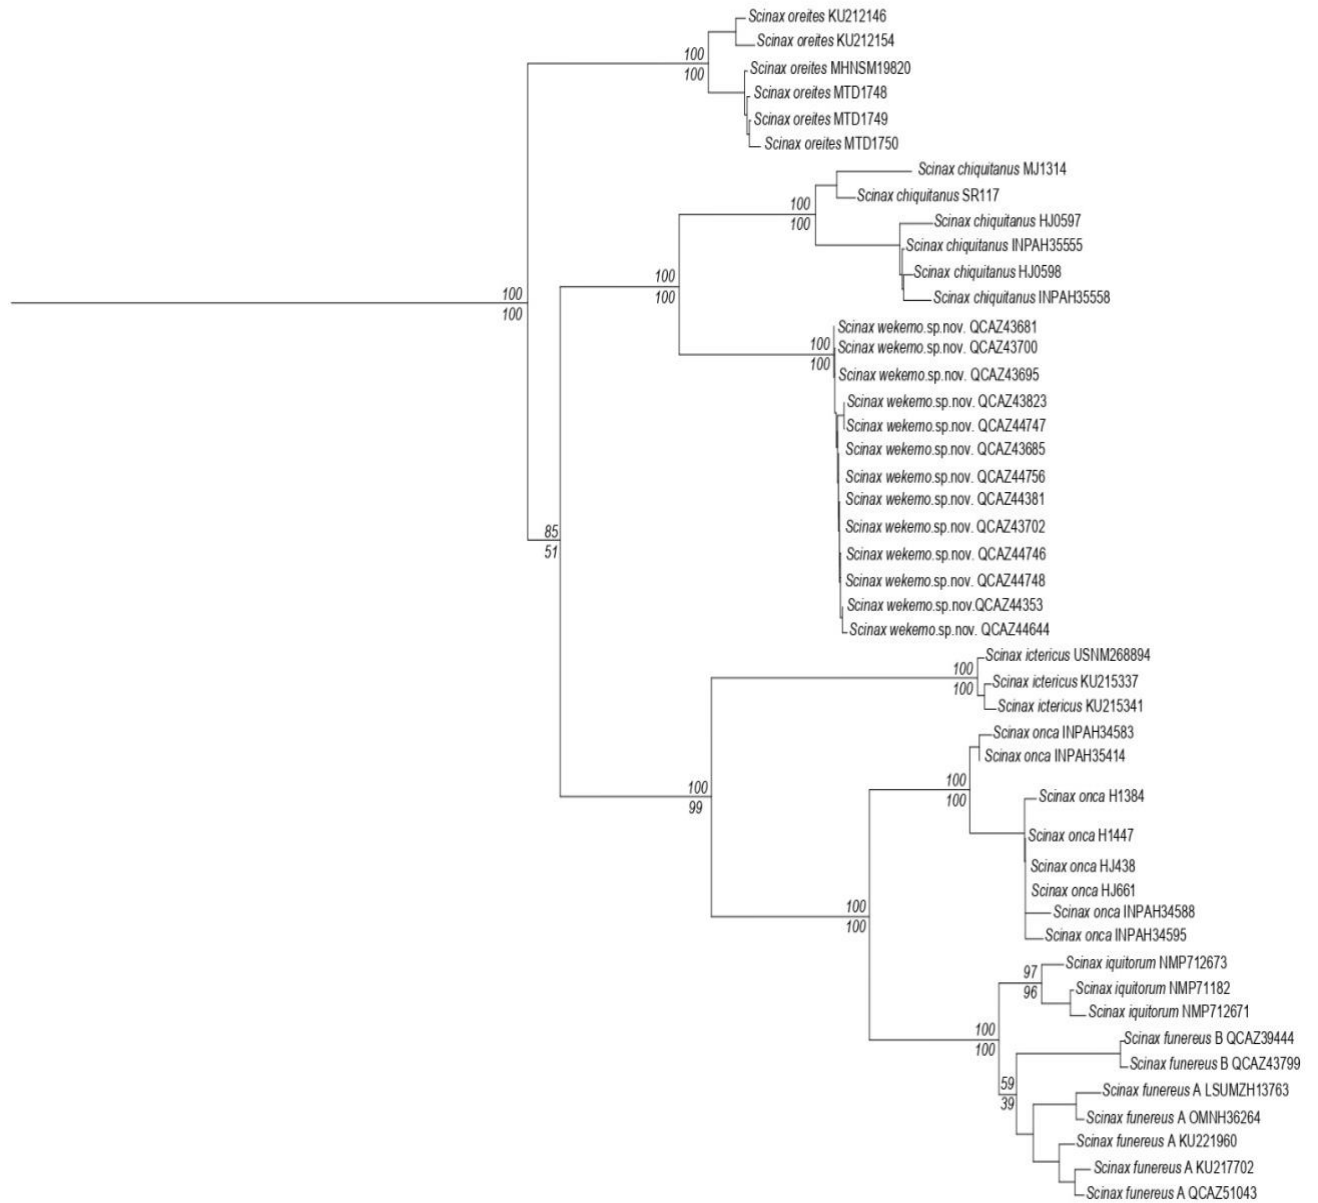 Scinax oreites KU212146
Scinax oreites KU212154
100
100
Scinax oreites MHNSM19820
Scinax oreites MTD1748
Scinax oreites MTD1749
Scinax oreites MTD1750
Scinax chiquitanus MJ1314
Scinax chiquitanus SR117
100
100
Scinax chiquitanus HJ0597
Scinax chiquitanus INPAH35555
Scinax chiquitanus HJ0598
Scinax chiquitanus INPAH35558
100
100
100
100
Scinax wekemo.sp.nov. QCAZ43681
Scinax wekemo.sp.nov. QCAZ43700
100
100
Scinax wekemo.sp.nov. QCAZ43695
Scinax wekemo.sp.nov. QCAZ43823
Scinax wekemo.sp.nov. QCAZ44747
Scinax wekemo.sp.nov. QCAZ43685
Scinax wekemo.sp.nov. QCAZ44756
Scinax wekemo.sp.nov. QCAZ44381
Scinax wekemo.sp.nov. QCAZ43702
85
51
Scinax wekemo.sp.nov. QCAZ44746
Scinax wekemo.sp.nov. QCAZ44748
Scinax wekemo.sp.nov.QCAZ44353
Scinax wekemo.sp.nov. QCAZ44644
Scinax ictericus USNM268894
100
100
Scinax ictericus KU215337
Scinax ictericus KU215341
Scinax onca INPAH34583
Scinax onca INPAH35414
100
100
100
99
Scinax onca H1384
Scinax onca H1447
Scinax onca HJ438
Scinax onca HJ661
100
100
Scinax onca INPAH34588
Scinax onca INPAH34595
Scinax iquitorum NMP712673
97
96
Scinax iquitorum NMP71182
Scinax iquitorum NMP712671
100
100
Scinax funereus B QCAZ39444
Scinax funereus B QCAZ43799
59
39
Scinax funereus A LSUMZH13763
Scinax funereus A OMNH36264
Scinax funereus A KU221960
Scinax funereus A KU217702
Scinax funereus A QCAZ51043